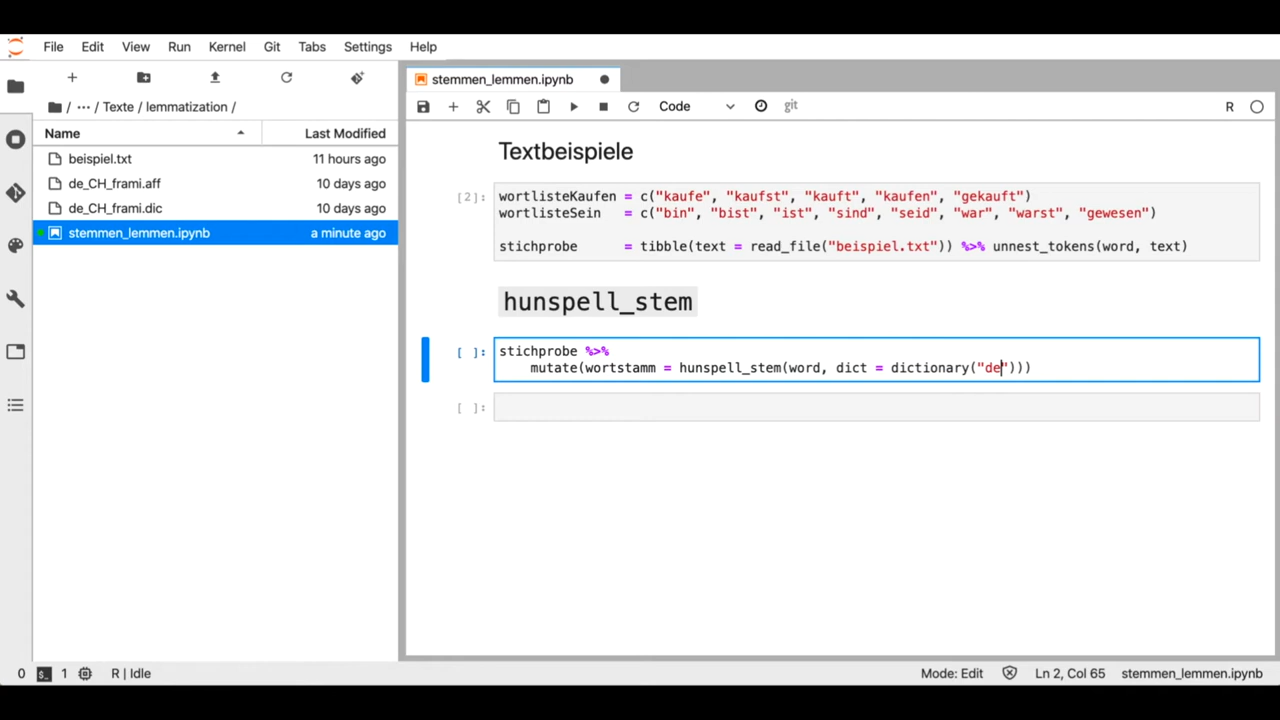 File Edit View Run Kernel Git Tabs Settings Help
stemmen_lemmen.ipynb
/ ··· / Texte / lemmatization /
Code
git
R
Name Last Modified
beispiel.txt 11 hours ago
de_CH_frami.aff 10 days ago
de_CH_frami.dic 10 days ago
stemmen_lemmen.ipynb a minute ago
Textbeispiele
[2]: wortlisteKaufen = c("kaufe", "kaufst", "kauft", "kaufen", "gekauft")
wortlisteSein = c("bin", "bist", "ist", "sind", "seid", "war", "warst", "gewesen")
stichprobe = tibble(text = read_file("beispiel.txt")) %>% unnest_tokens(word, text)
hunspell_stem
[ ]: stichprobe %>%
mutate(wortstamm = hunspell_stem(word, dict = dictionary("de")))
[ ]:
0 1 R | Idle Mode: Edit Ln 2, Col 65 stemmen_lemmen.ipynb